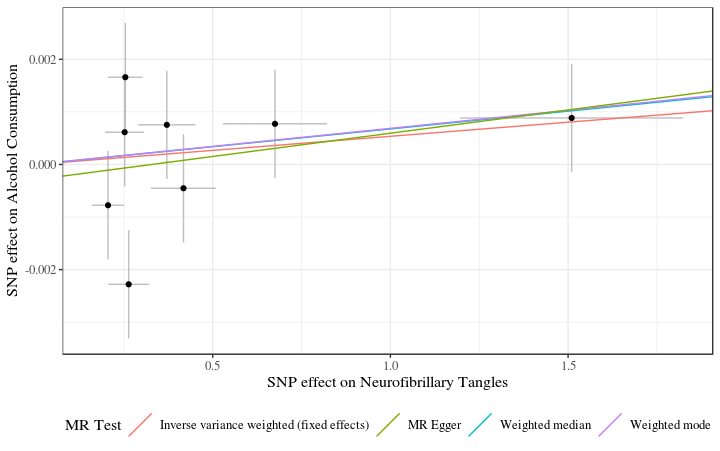 SNP effect on Alcohol Consumption
0.002
0.000
-0.002
0.5 1.0 1.5
SNP effect on Neurofibrillary Tangles
MR Test Inverse variance weighted (fixed effects) MR Egger Weighted median Weighted mode